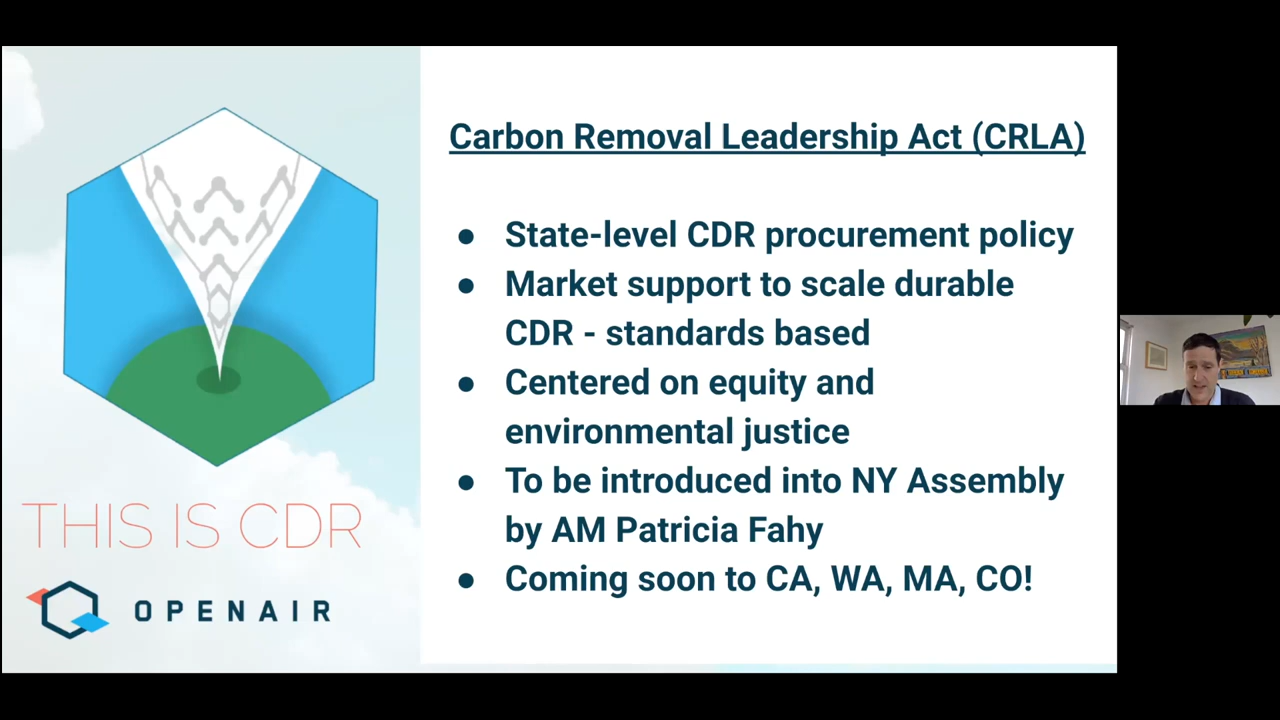 Carbon Removal Leadership Act (CRLA)
● State-level CDR procurement policy
● Market support to scale durable
CDR - standards based
● Centered on equity and
environmental justice
● To be introduced into NY Assembly
by AM Patricia Fahy
● Coming soon to CA, WA, MA, CO!
THIS IS CDR
OPENAIR